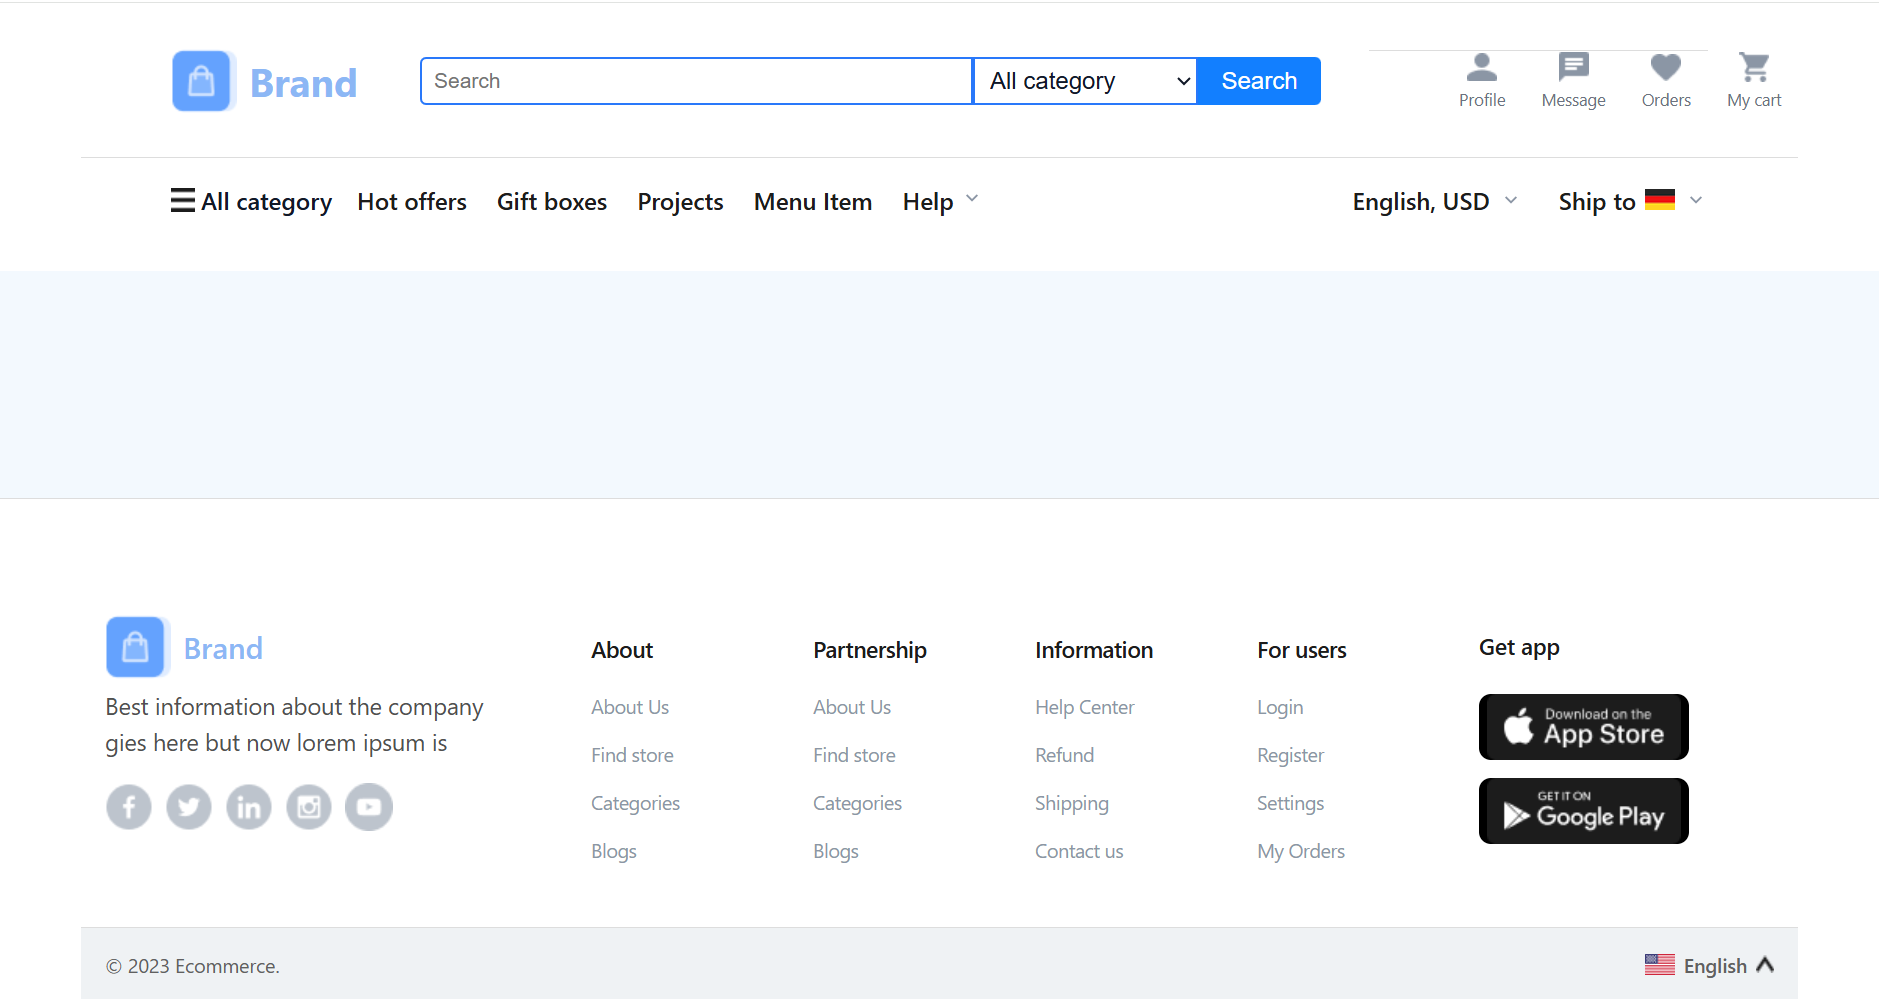 Brand
Search
All category
Search
Profile
Message
Orders
My cart
All category
Hot offers
Gift boxes
Projects
Menu Item
Help
English, USD
Ship to
Brand
Best information about the company
gies here but now lorem ipsum is
About
About Us
Find store
Categories
Blogs
Partnership
About Us
Find store
Categories
Blogs
Information
Help Center
Refund
Shipping
Contact us
For users
Login
Register
Settings
My Orders
Get app
Download on the
App Store
GET IT ON
Google Play
© 2023 Ecommerce.
English